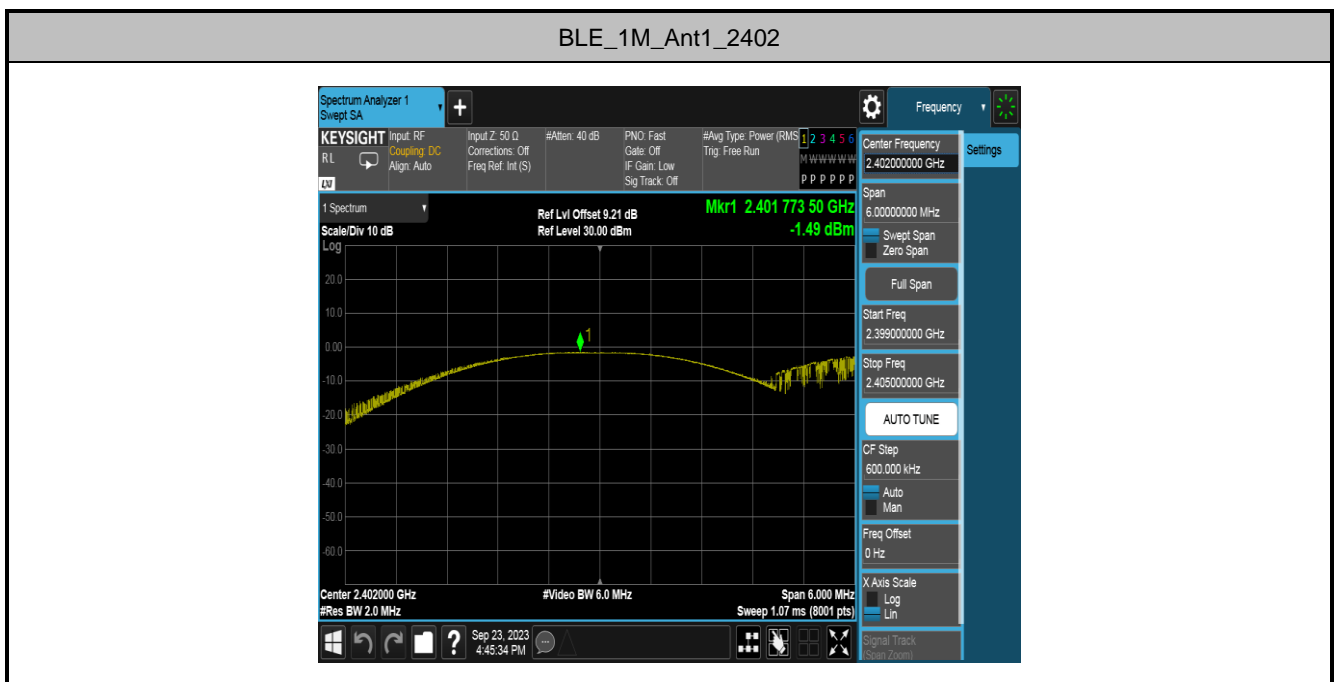 BLE_1M_Ant1_2402
Spectrum Analyzer 1
Swept SA
+
Frequency
KEYSIGHT
RL
LXI
Input: RF
Coupling: DC
Align: Auto
Input Z: 50 Ω
Corrections: Off
Freq Ref: Int (S)
#Atten: 40 dB
PNO: Fast
Gate: Off
IF Gain: Low
Sig Track: Off
#Avg Type: Power (RMS
Trig: Free Run
1 2 3 4 5 6
M W W W W W
P P P P P P
Center Frequency
2.402000000 GHz
Settings
Span
6.00000000 MHz
Swept Span
Zero Span
Full Span
Start Freq
2.399000000 GHz
Stop Freq
2.405000000 GHz
AUTO TUNE
CF Step
600.000 kHz
Auto
Man
Freq Offset
0 Hz
X Axis Scale
Log
Lin
Signal Track
(Span Zoom)
1 Spectrum
Scale/Div 10 dB
Ref Lvl Offset 9.21 dB
Ref Level 30.00 dBm
Mkr1 2.401 773 50 GHz
-1.49 dBm
Log
20.0
10.0
0.00
-10.0
-20.0
-30.0
-40.0
-50.0
-60.0
1
Center 2.402000 GHz
#Video BW 6.0 MHz
Span 6.000 MHz
#Res BW 2.0 MHz
Sweep 1.07 ms (8001 pts)
?
Sep 23, 2023
4:45:34 PM